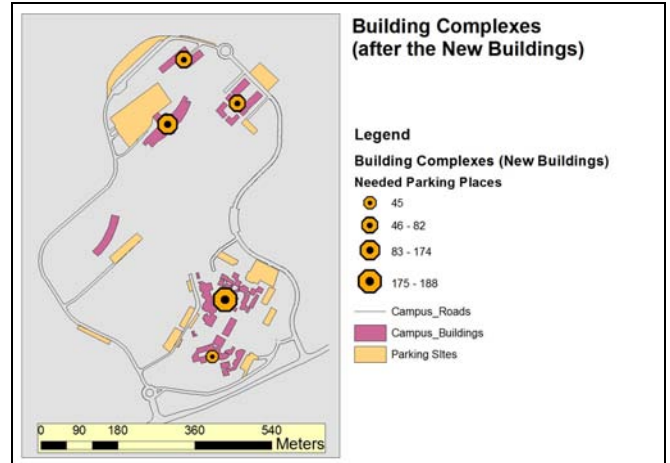 Building Complexes
(after the New Buildings)
Legend
Building Complexes (New Buildings)
Needed Parking Places
45
46 - 82
83 - 174
175 - 188
Campus_Roads
Campus_Buildings
Parking SItes
0 90 180 360 540
Meters